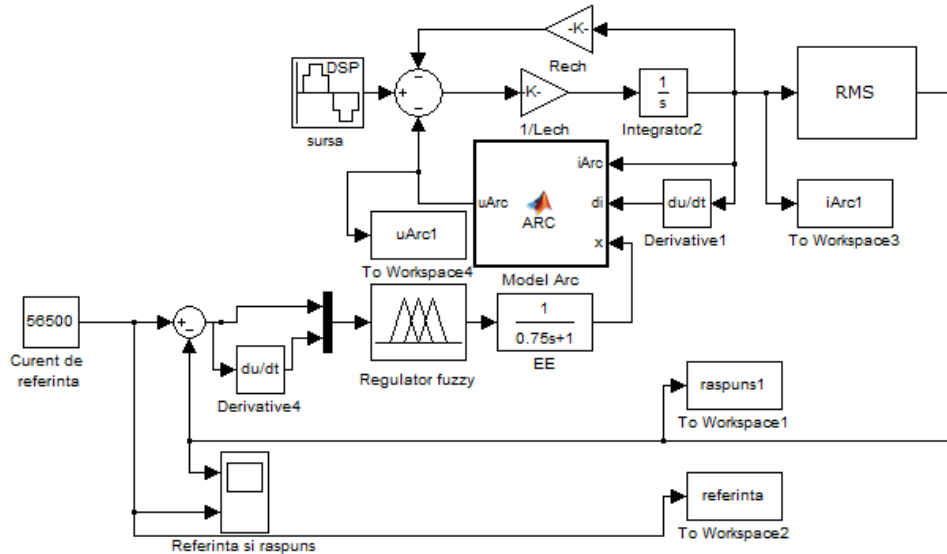 -K-
Rech
DSP
sursa
+
-
-
-K-
1/Lech
1
s
Integrator2
RMS
iArc
uArc
ARC
di
x
Model Arc
du/dt
Derivative1
iArc1
To Workspace3
uArc1
To Workspace4
56500
Curent de
referinta
+
-
du/dt
Derivative4
Regulator fuzzy
1
0.75s+1
EE
raspuns1
To Workspace1
referinta
To Workspace2
Referinta si raspuns